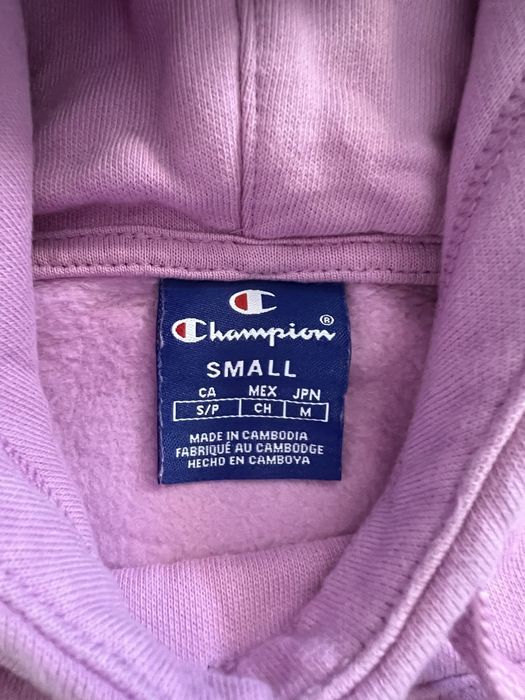 Champion®
SMALL
CA MEX JPN
S/P CH M
MADE IN CAMBODIA
FABRIQUÉ AU CAMBODGE
HECHO EN CAMBOYA